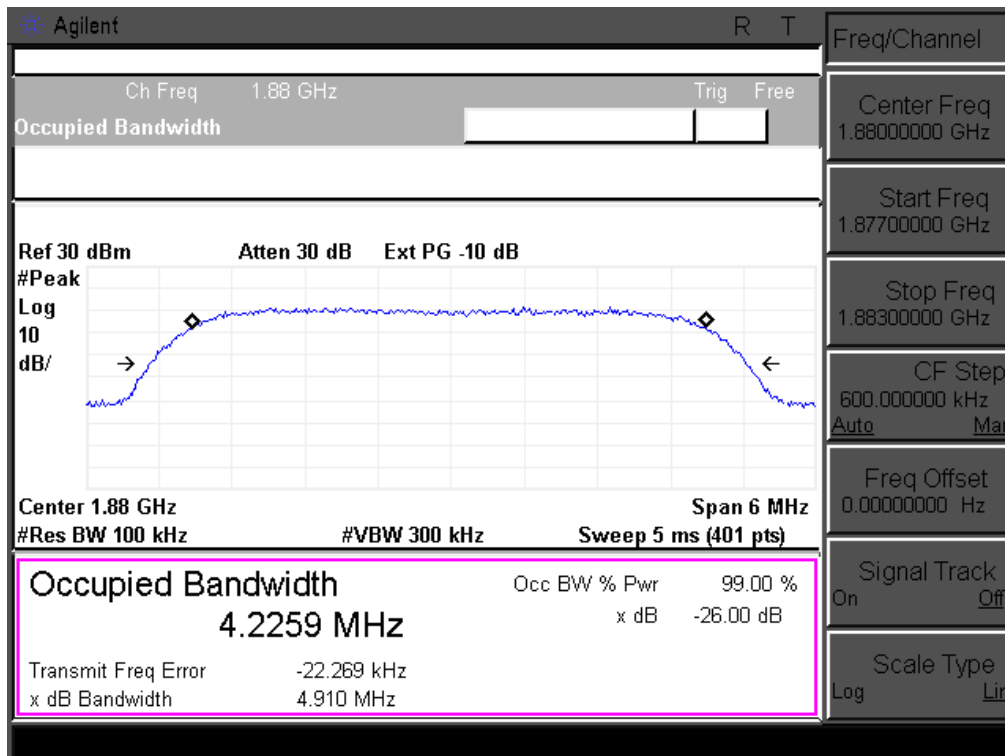 Agilent R T
Freq/Channel
Ch Freq 1.88 GHz Trig Free
Occupied Bandwidth
Center Freq
1.88000000 GHz
Start Freq
1.87700000 GHz
Ref 30 dBm Atten 30 dB Ext PG -10 dB
#Peak
Log
10
dB/
Stop Freq
1.88300000 GHz
CF Step
600.000000 kHz
Auto Man
Center 1.88 GHz Span 6 MHz
#Res BW 100 kHz #VBW 300 kHz Sweep 5 ms (401 pts)
Freq Offset
0.00000000 Hz
Occupied Bandwidth
4.2259 MHz
Occ BW % Pwr 99.00 %
x dB -26.00 dB
Transmit Freq Error -22.269 kHz
x dB Bandwidth 4.910 MHz
Signal Track
On Off
Scale Type
Log Lin